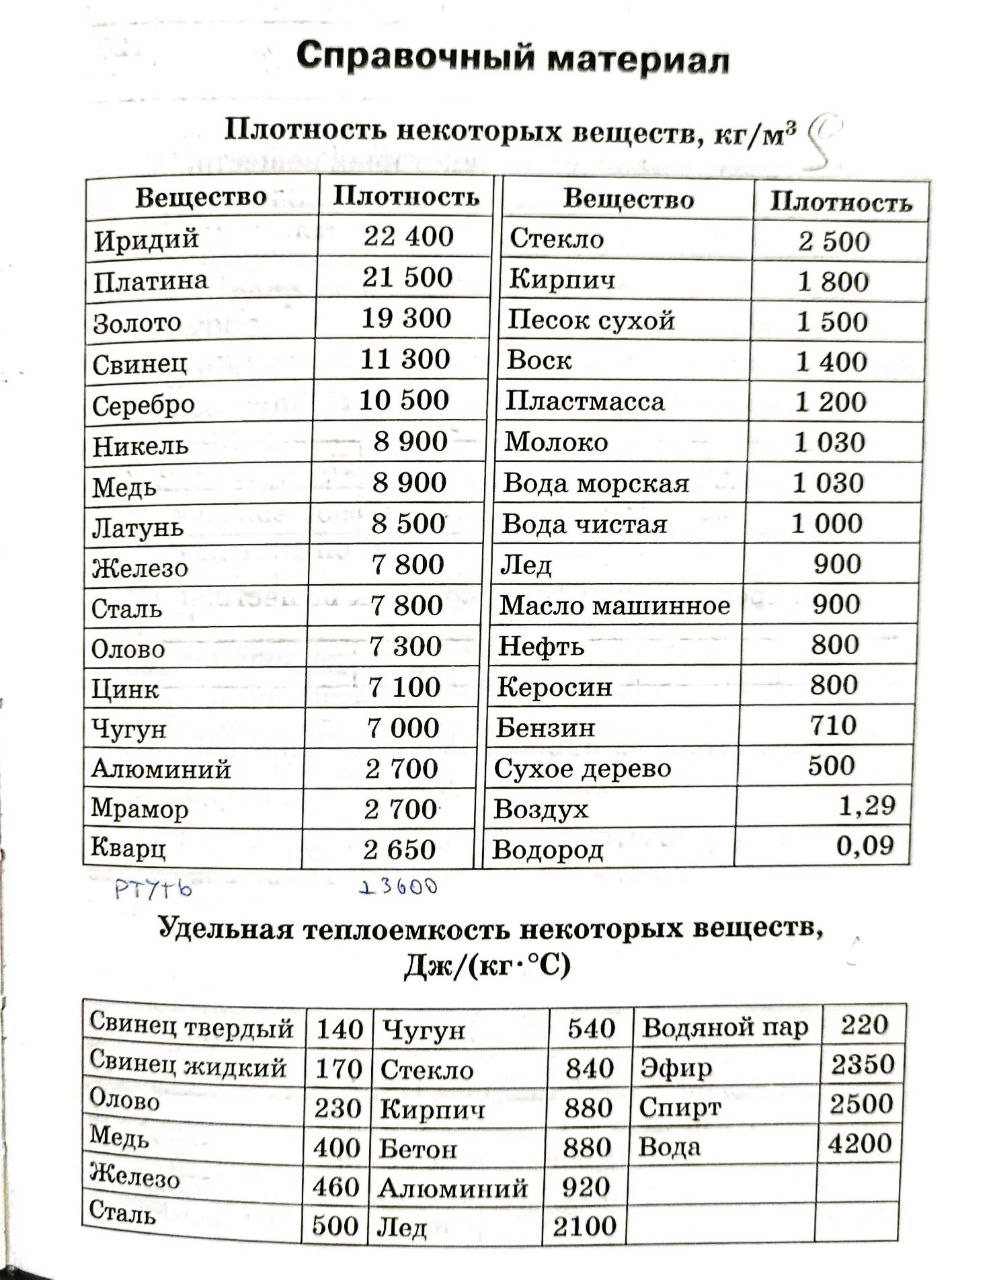 Справочный материал
Плотность некоторых веществ, кг/м³ ρ
Вещество Плотность Вещество Плотность
Иридий 22 400 Стекло 2 500
Платина 21 500 Кирпич 1 800
Золото 19 300 Песок сухой 1 500
Свинец 11 300 Воск 1 400
Серебро 10 500 Пластмасса 1 200
Никель 8 900 Молоко 1 030
Медь 8 900 Вода морская 1 030
Латунь 8 500 Вода чистая 1 000
Железо 7 800 Лед 900
Сталь 7 800 Масло машинное 900
Олово 7 300 Нефть 800
Цинк 7 100 Керосин 800
Чугун 7 000 Бензин 710
Алюминий 2 700 Сухое дерево 500
Мрамор 2 700 Воздух 1,29
Кварц 2 650 Водород 0,09
ртуть 13600
Удельная теплоемкость некоторых веществ,
Дж/(кг·°С)
Свинец твердый 140 Чугун 540 Водяной пар 220
Свинец жидкий 170 Стекло 840 Эфир 2350
Олово 230 Кирпич 880 Спирт 2500
Медь 400 Бетон 880 Вода 4200
Железо 460 Алюминий 920
Сталь 500 Лед 2100